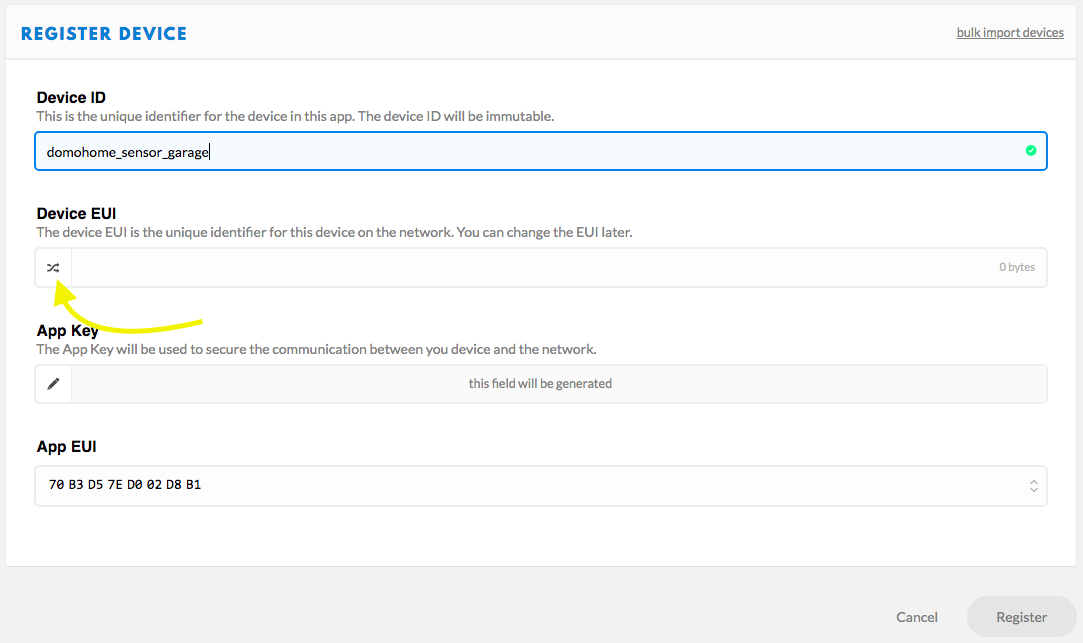 REGISTER DEVICE
bulk import devices
Device ID
This is the unique identifier for the device in this app. The device ID will be immutable.
domohome_sensor_garage
Device EUI
The device EUI is the unique identifier for this device on the network. You can change the EUI later.
0 bytes
App Key
The App Key will be used to secure the communication between you device and the network.
this field will be generated
App EUI
70 B3 D5 7E D0 02 D8 B1
Cancel
Register